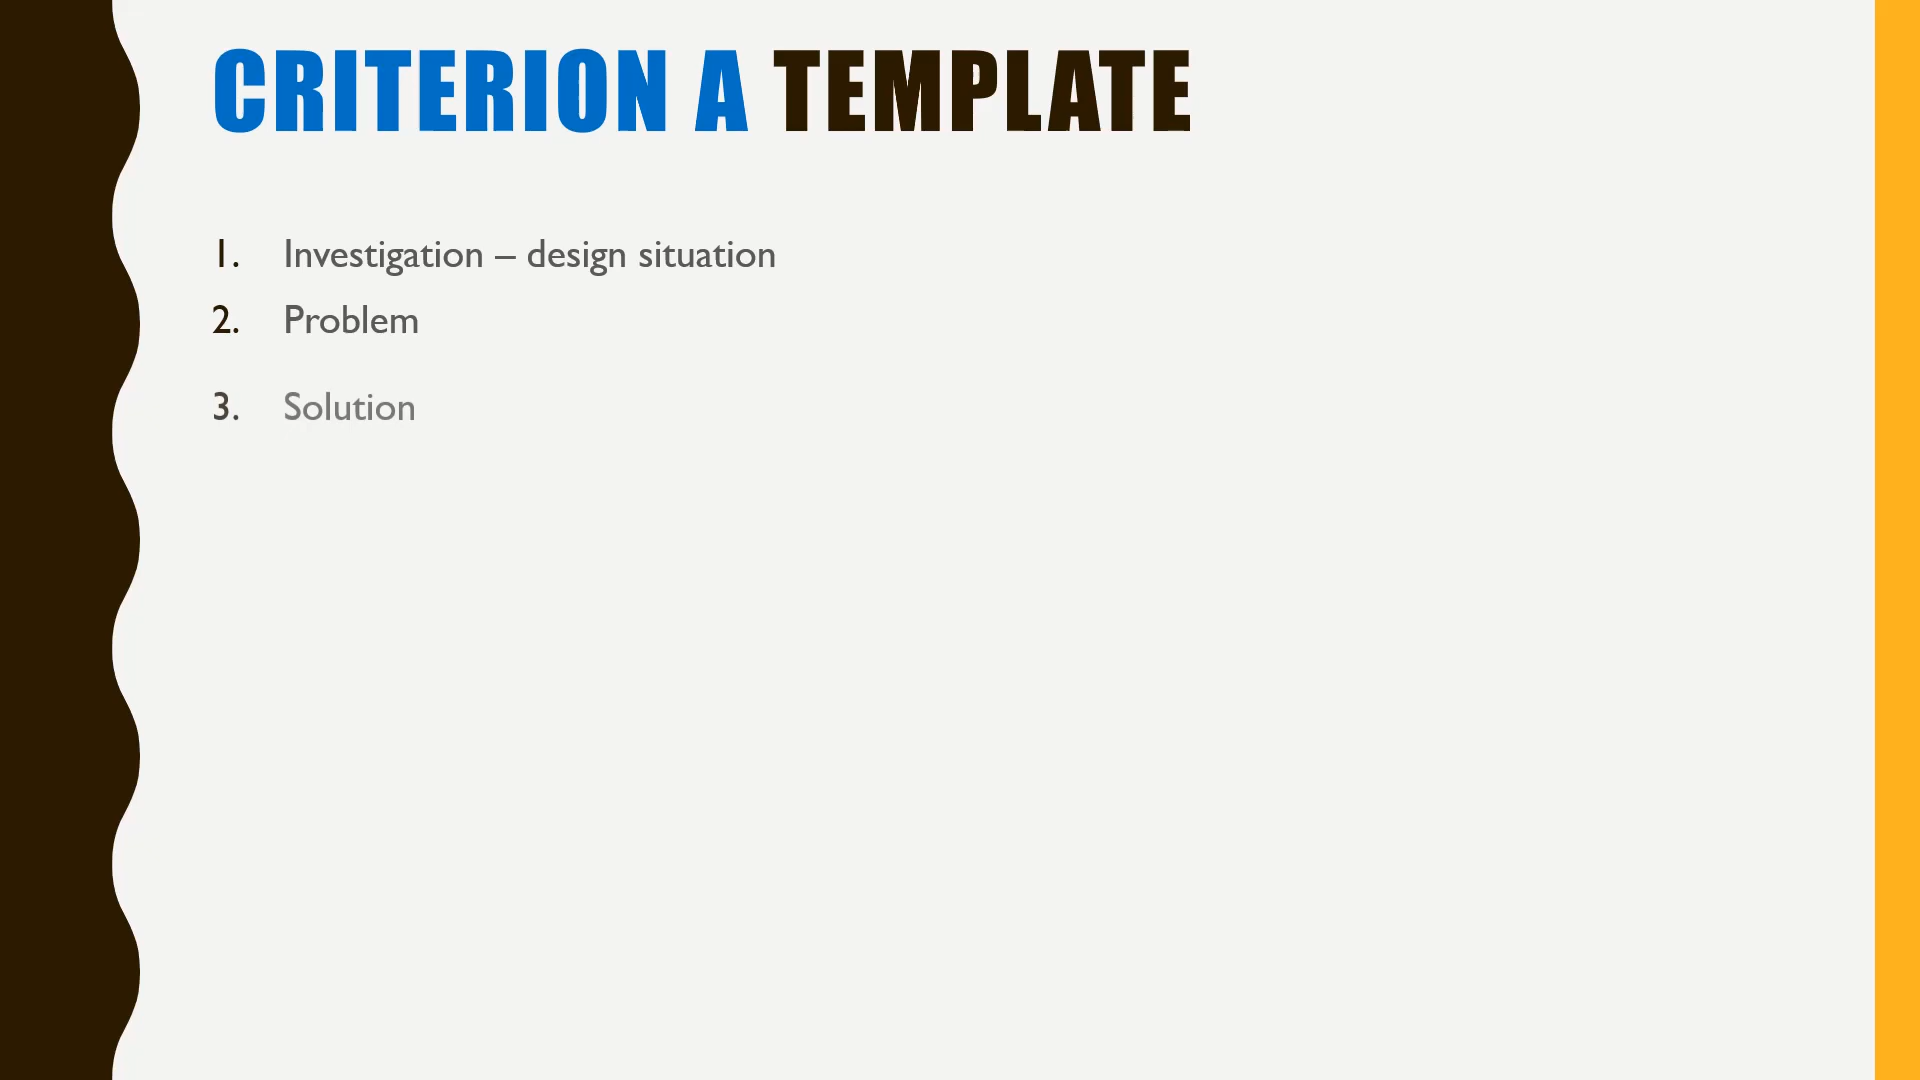 CRITERION A TEMPLATE
1. Investigation – design situation
2. Problem
3. Solution